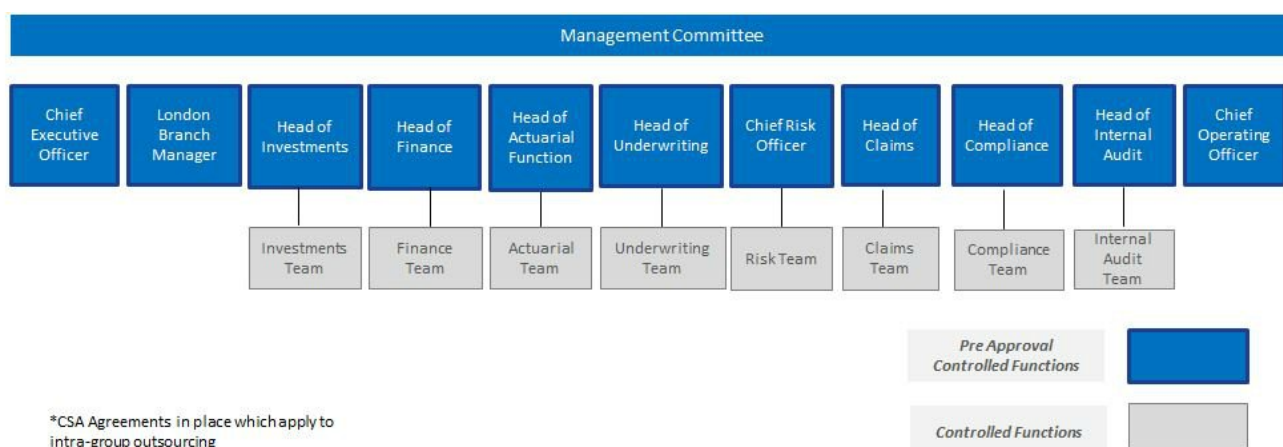 Management Committee
Chief
Executive
Officer
London
Branch
Manager
Head of
Investments
Head of
Finance
Head of
Actuarial
Function
Head of
Underwriting
Chief Risk
Officer
Head of
Claims
Head of
Compliance
Head of
Internal
Audit
Chief
Operating
Officer
Investments
Team
Finance
Team
Actuarial
Team
Underwriting
Team
Risk Team
Claims
Team
Compliance
Team
Internal
Audit
Team
Pre Approval
Controlled Functions
Controlled Functions
*CSA Agreements in place which apply to
intra-group outsourcing